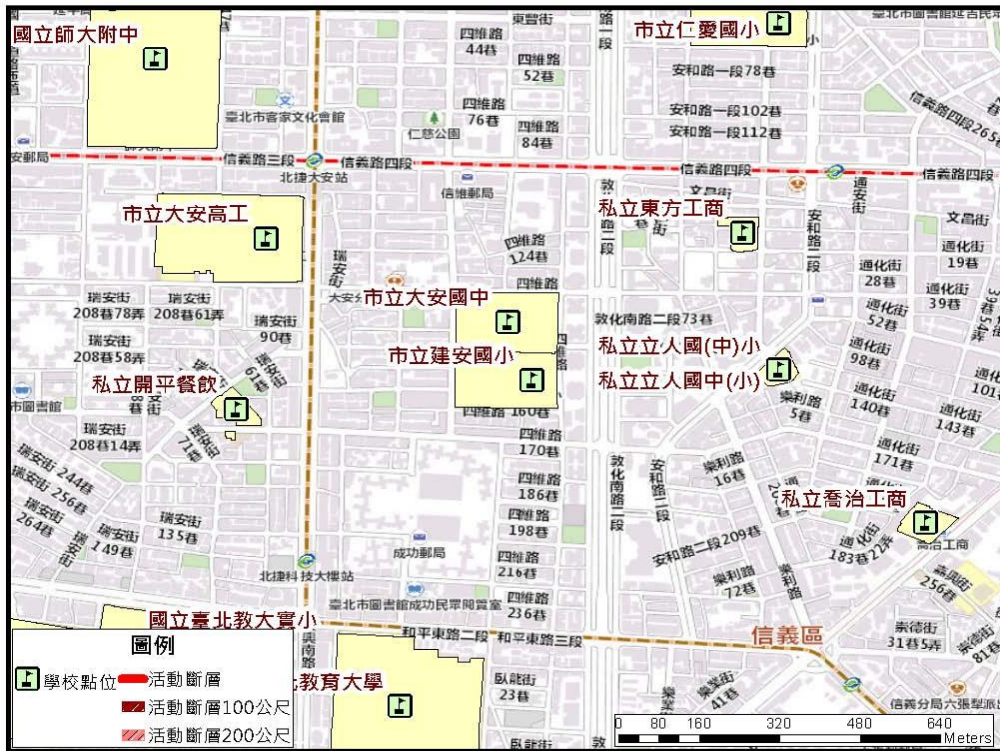 國立師大附中
17巷
東豐街
四維路
44巷
四維路
52巷
四維路
76巷
四維路
84巷
市立仁愛國小
安和路一段78巷
安和路一段102巷
安和路一段112巷
信義路四段265巷
臺北市客家文化會館
仁慈公園
安郵局
信義路三段
信義路四段
信義路四段
信義路四段
北捷大安站
信維郵局
文昌街
通安街
市立大安高工
私立東方工商
安和路二段
文昌街
通化街
19巷
通化街
28巷
通化街
39巷
四維路
124巷
瑞安街
市立大安國中
敦化南路二段73巷
通化街
52巷
瑞安街
208巷78弄
瑞安街
208巷61弄
瑞安街
90巷
瑞安街
208巷58弄
市立建安國小
私立立人國(中)小
私立立人國中(小)
通化街
98巷
私立開平餐飲
瑞安街
61巷
市圖書館
四維路
160巷
樂利路
5巷
通化街
140巷
通化街
143巷
瑞安街
208巷14弄
瑞安街
71巷
四維路
170巷
通化街
171巷
瑞安街244巷
瑞安街
256巷
瑞安街
264巷
四維路
186巷
敦化南路二段
安和路二段
樂利路
16巷
私立喬治工商
瑞安街
135巷
瑞安街
149巷
四維路
198巷
安和路二段209巷
通化街
183巷22弄
喬治工商
成功郵局
四維路
216巷
樂利路
72巷
樂利路
嘉興街
256巷
北捷科技大樓站
臺北市圖書館成功民眾閱覽室
四維路
236巷
崇德街
31巷5弄
崇德街
81巷
國立臺北教大實小
和平東路二段
和平東路三段
信義區
圖例
學校點位
活動斷層
活動斷層100公尺
活動斷層200公尺
教育大學
臥龍街
23巷
樂業街
41巷
信義分局六張犁派出
0 80 160 320 480 640
Meters